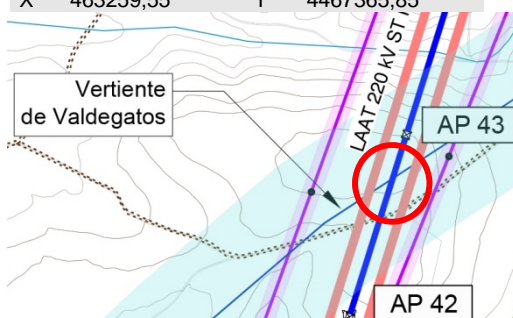 X 463259,55 Y 4467365,85
Vertiente
de Valdegatos
LAAT 220 kV ST
AP 43
AP 42